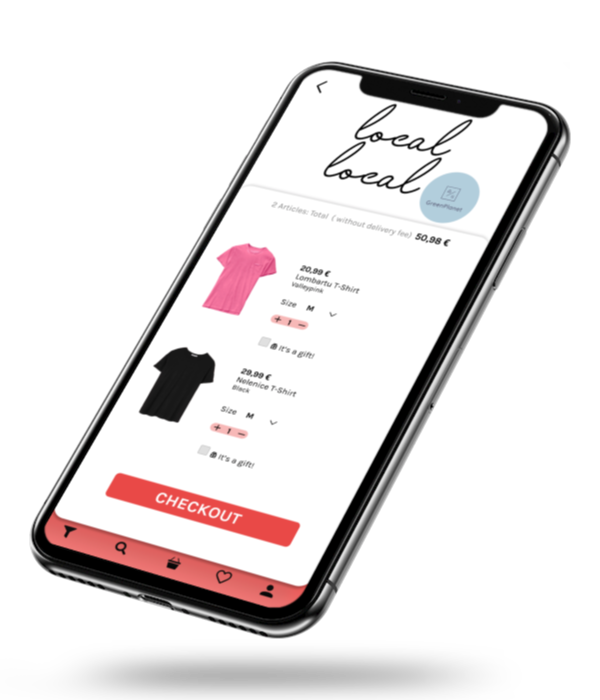 local
local
GreenPlanet
2 Articles: Total ( without delivery fee) 50,98 €
20,99 €
Lombartu T-Shirt
Valleypink
Size M
+ 1 −
It's a gift!
29,99 €
Nelenice T-Shirt
Black
Size M
+ 1 −
It's a gift!
CHECKOUT